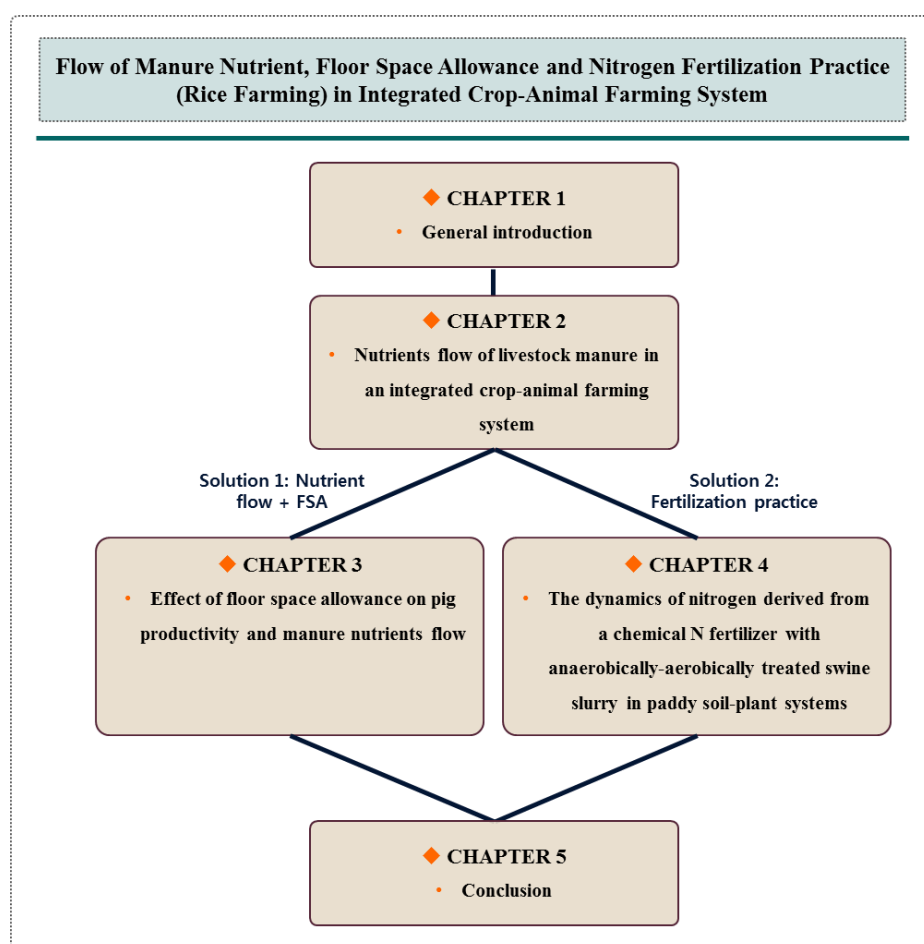 Flow of Manure Nutrient, Floor Space Allowance and Nitrogen Fertilization Practice
(Rice Farming) in Integrated Crop-Animal Farming System
◆ CHAPTER 1
• General introduction
◆ CHAPTER 2
• Nutrients flow of livestock manure in
an integrated crop-animal farming
system
Solution 1: Nutrient
flow + FSA
Solution 2:
Fertilization practice
◆ CHAPTER 3
• Effect of floor space allowance on pig
productivity and manure nutrients flow
◆ CHAPTER 4
• The dynamics of nitrogen derived from
a chemical N fertilizer with
anaerobically-aerobically treated swine
slurry in paddy soil-plant systems
◆ CHAPTER 5
• Conclusion